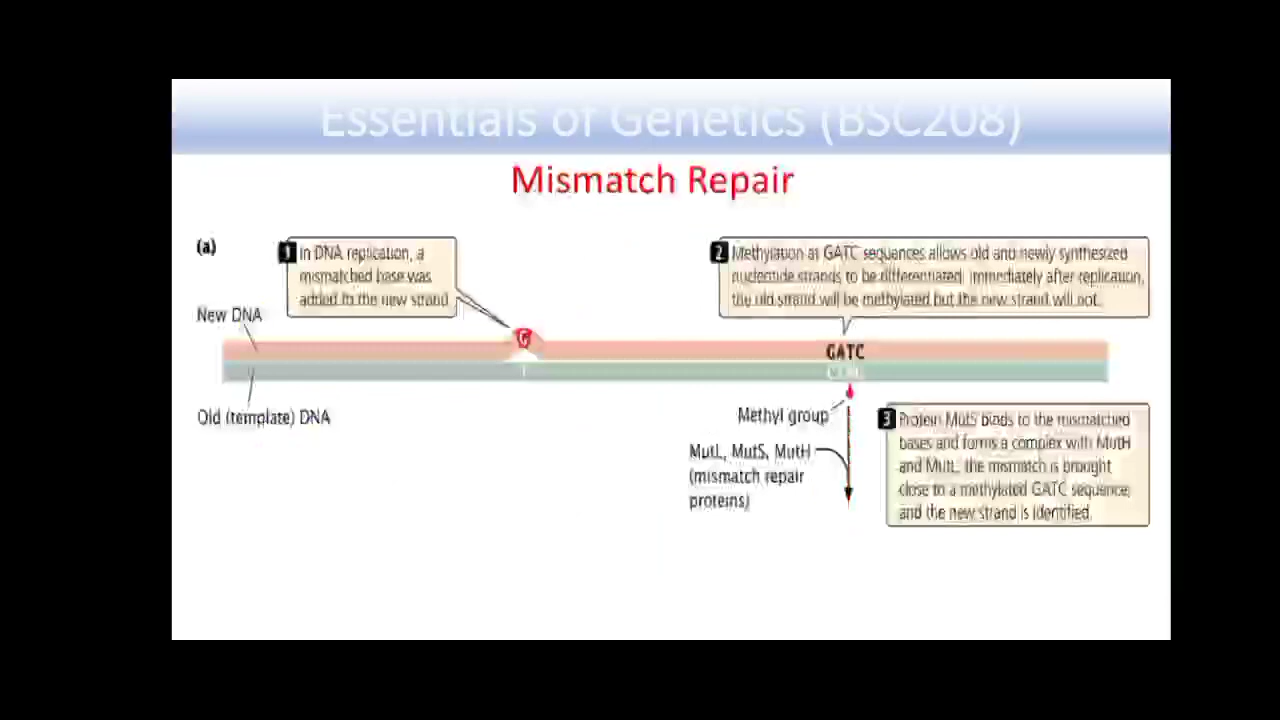 Essentials of Genetics (BSC208)
Mismatch Repair
(a)
1 In DNA replication, a
mismatched base was
added to the new strand.
2 Methylation at GATC sequences allows old and newly synthesized
nucleotide strands to be differentiated: immediately after replication,
the old strand will be methylated but the new strand will not.
New DNA
G
GATC
T
Old (template) DNA
Methyl group
MutL, MutS, MutH
(mismatch repair
proteins)
3 Protein MutS binds to the mismatched
bases and forms a complex with MutH
and MutL, the mismatch is brought
close to a methylated GATC sequence,
and the new strand is identified.